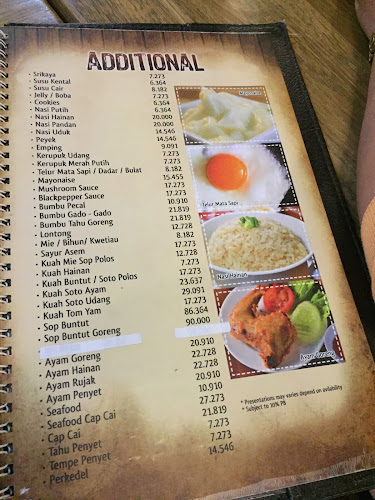 ADDITIONAL
• Srikaya
• Susu Kental
• Susu Cair
• Jelly / Boba
• Cookies
• Nasi Putih
• Nasi Hainan
• Nasi Pandan
• Nasi Uduk
• Peyek
• Emping
• Kerupuk Udang
• Kerupuk Merah Putih
• Telur Mata Sapi / Dadar / Bulat
• Mayonaise
• Mushroom Sauce
• Blackpepper Sauce
• Bumbu Pecal
• Bumbu Gado - Gado
• Bumbu Tahu Goreng
• Lontong
• Mie / Bihun/ Kwetiau
• Sayur Asem
• Kuah Mie Sop Polos
• Kuah Hainan
• Kuah Buntut / Soto Polos
• Kuah Soto Ayam
• Kuah Soto Udang
• Kuah Tom Yam
• Sop Buntut
• Sop Buntut Goreng
• Ayam Goreng
• Ayam Hainan
• Ayam Rujak
• Ayam Penyet
• Seafood
• Seafood Cap Cai
• Cap Cai
• Tahu Penyet
• Tempe Penyet
• Perkedel
7.273
6.364
8.182
7.273
6.364
6.364
20.000
20.000
14.546
9.091
7.273
7.273
8.182
15.455
17.273
17.273
10.910
21.819
21.819
12.728
8.182
17.273
12.728
7.273
17.273
23.637
29.091
17.273
86.364
90.000
20.910
22.728
22.728
20.910
10.910
27.273
21.819
7.273
7.273
14.546
Telur Mata Sapi
Nasi Hainan
Ayam Goreng
* Presentations may varies depend on avilability
* Subject to 10% PB